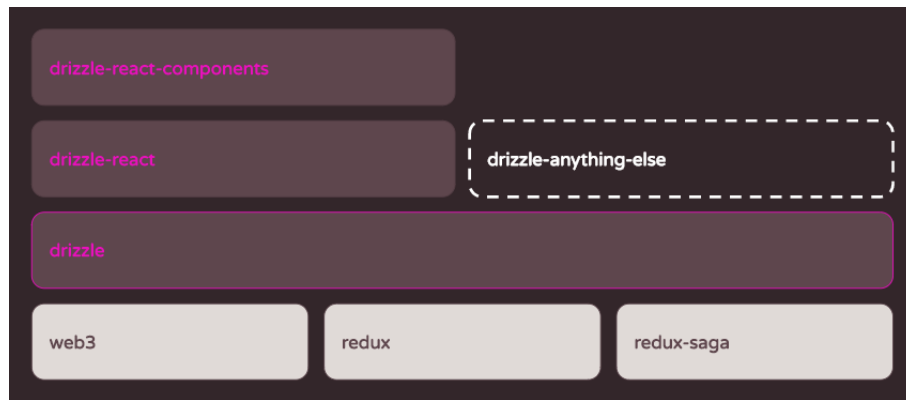 drizzle-react-components
drizzle-react
drizzle-anything-else
drizzle
web3
redux
redux-saga